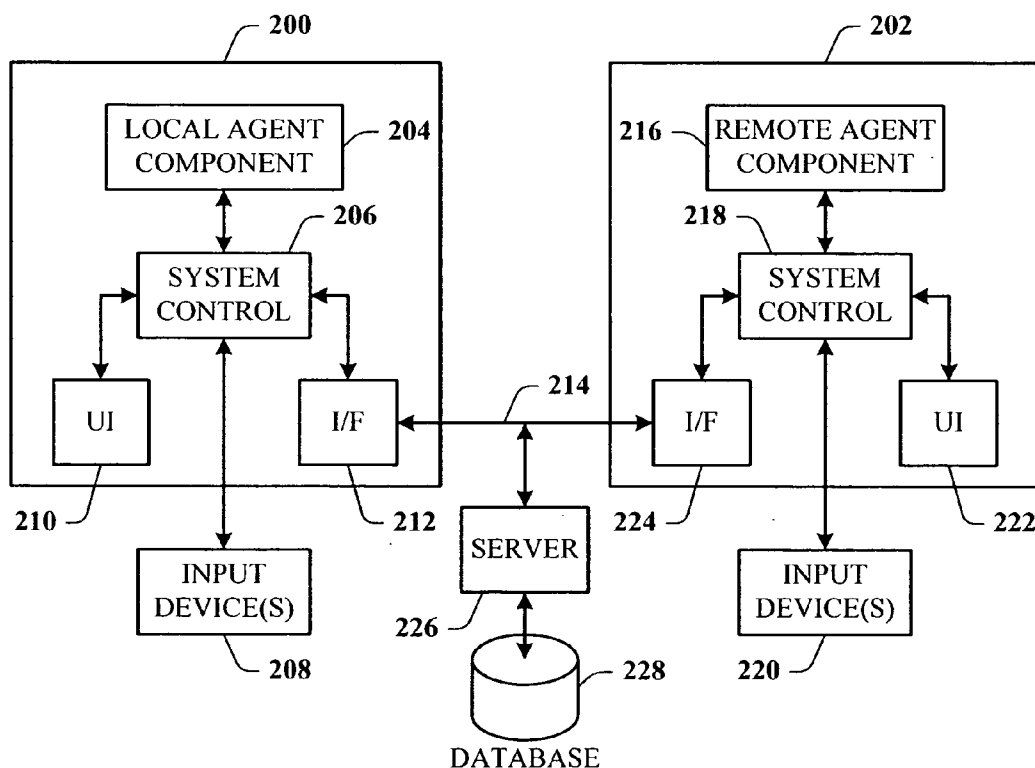 200
202
LOCAL AGENT
COMPONENT
204
216
REMOTE AGENT
COMPONENT
206
218
SYSTEM
CONTROL
SYSTEM
CONTROL
214
UI
I/F
I/F
UI
210
212
224
222
SERVER
INPUT
DEVICE(S)
INPUT
DEVICE(S)
226
208
228
220
DATABASE